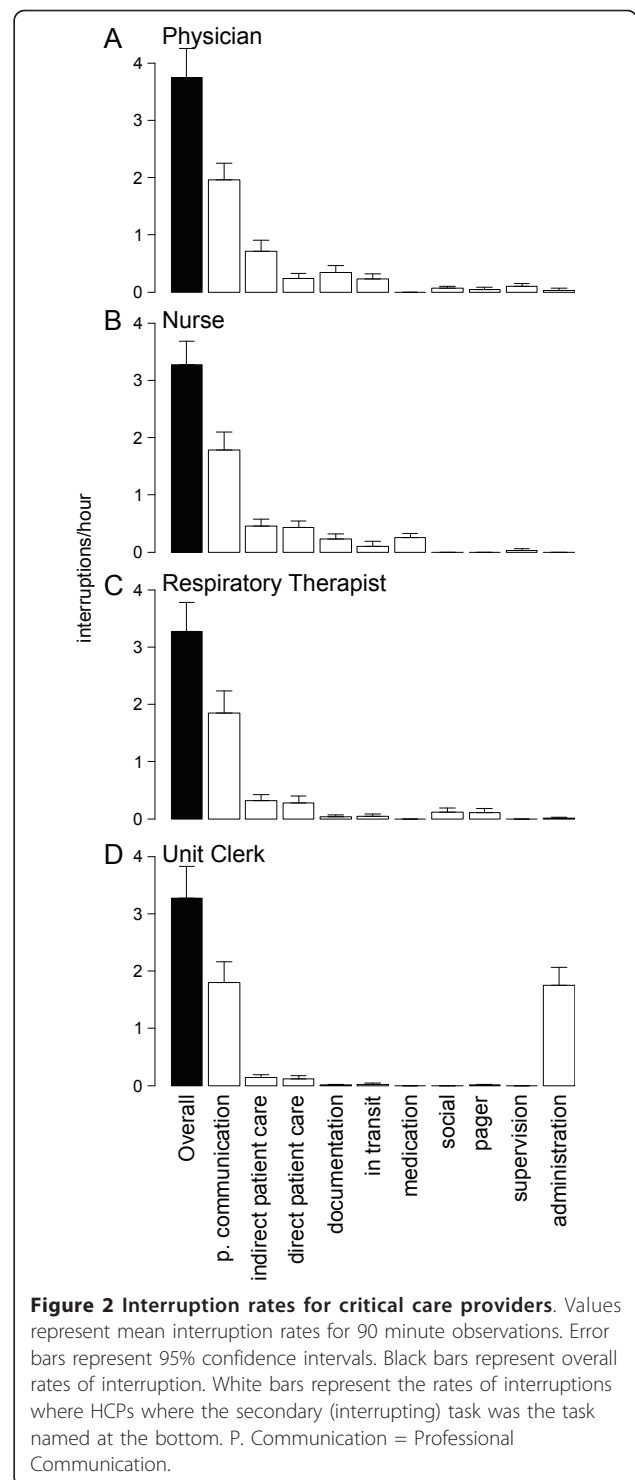 A Physician
4
3
2
1
0
B Nurse
4
3
2
1
0
interruptions/hour
C Respiratory Therapist
4
3
2
1
0
D Unit Clerk
4
3
2
1
0
Overall
p. communication
indirect patient care
direct patient care
documentation
in transit
medication
social
pager
supervision
administration
Figure 2 Interruption rates for critical care providers. Values
represent mean interruption rates for 90 minute observations. Error
bars represent 95% confidence intervals. Black bars represent overall
rates of interruption. White bars represent the rates of interruptions
where HCPs where the secondary (interrupting) task was the task
named at the bottom. P. Communication = Professional
Communication.